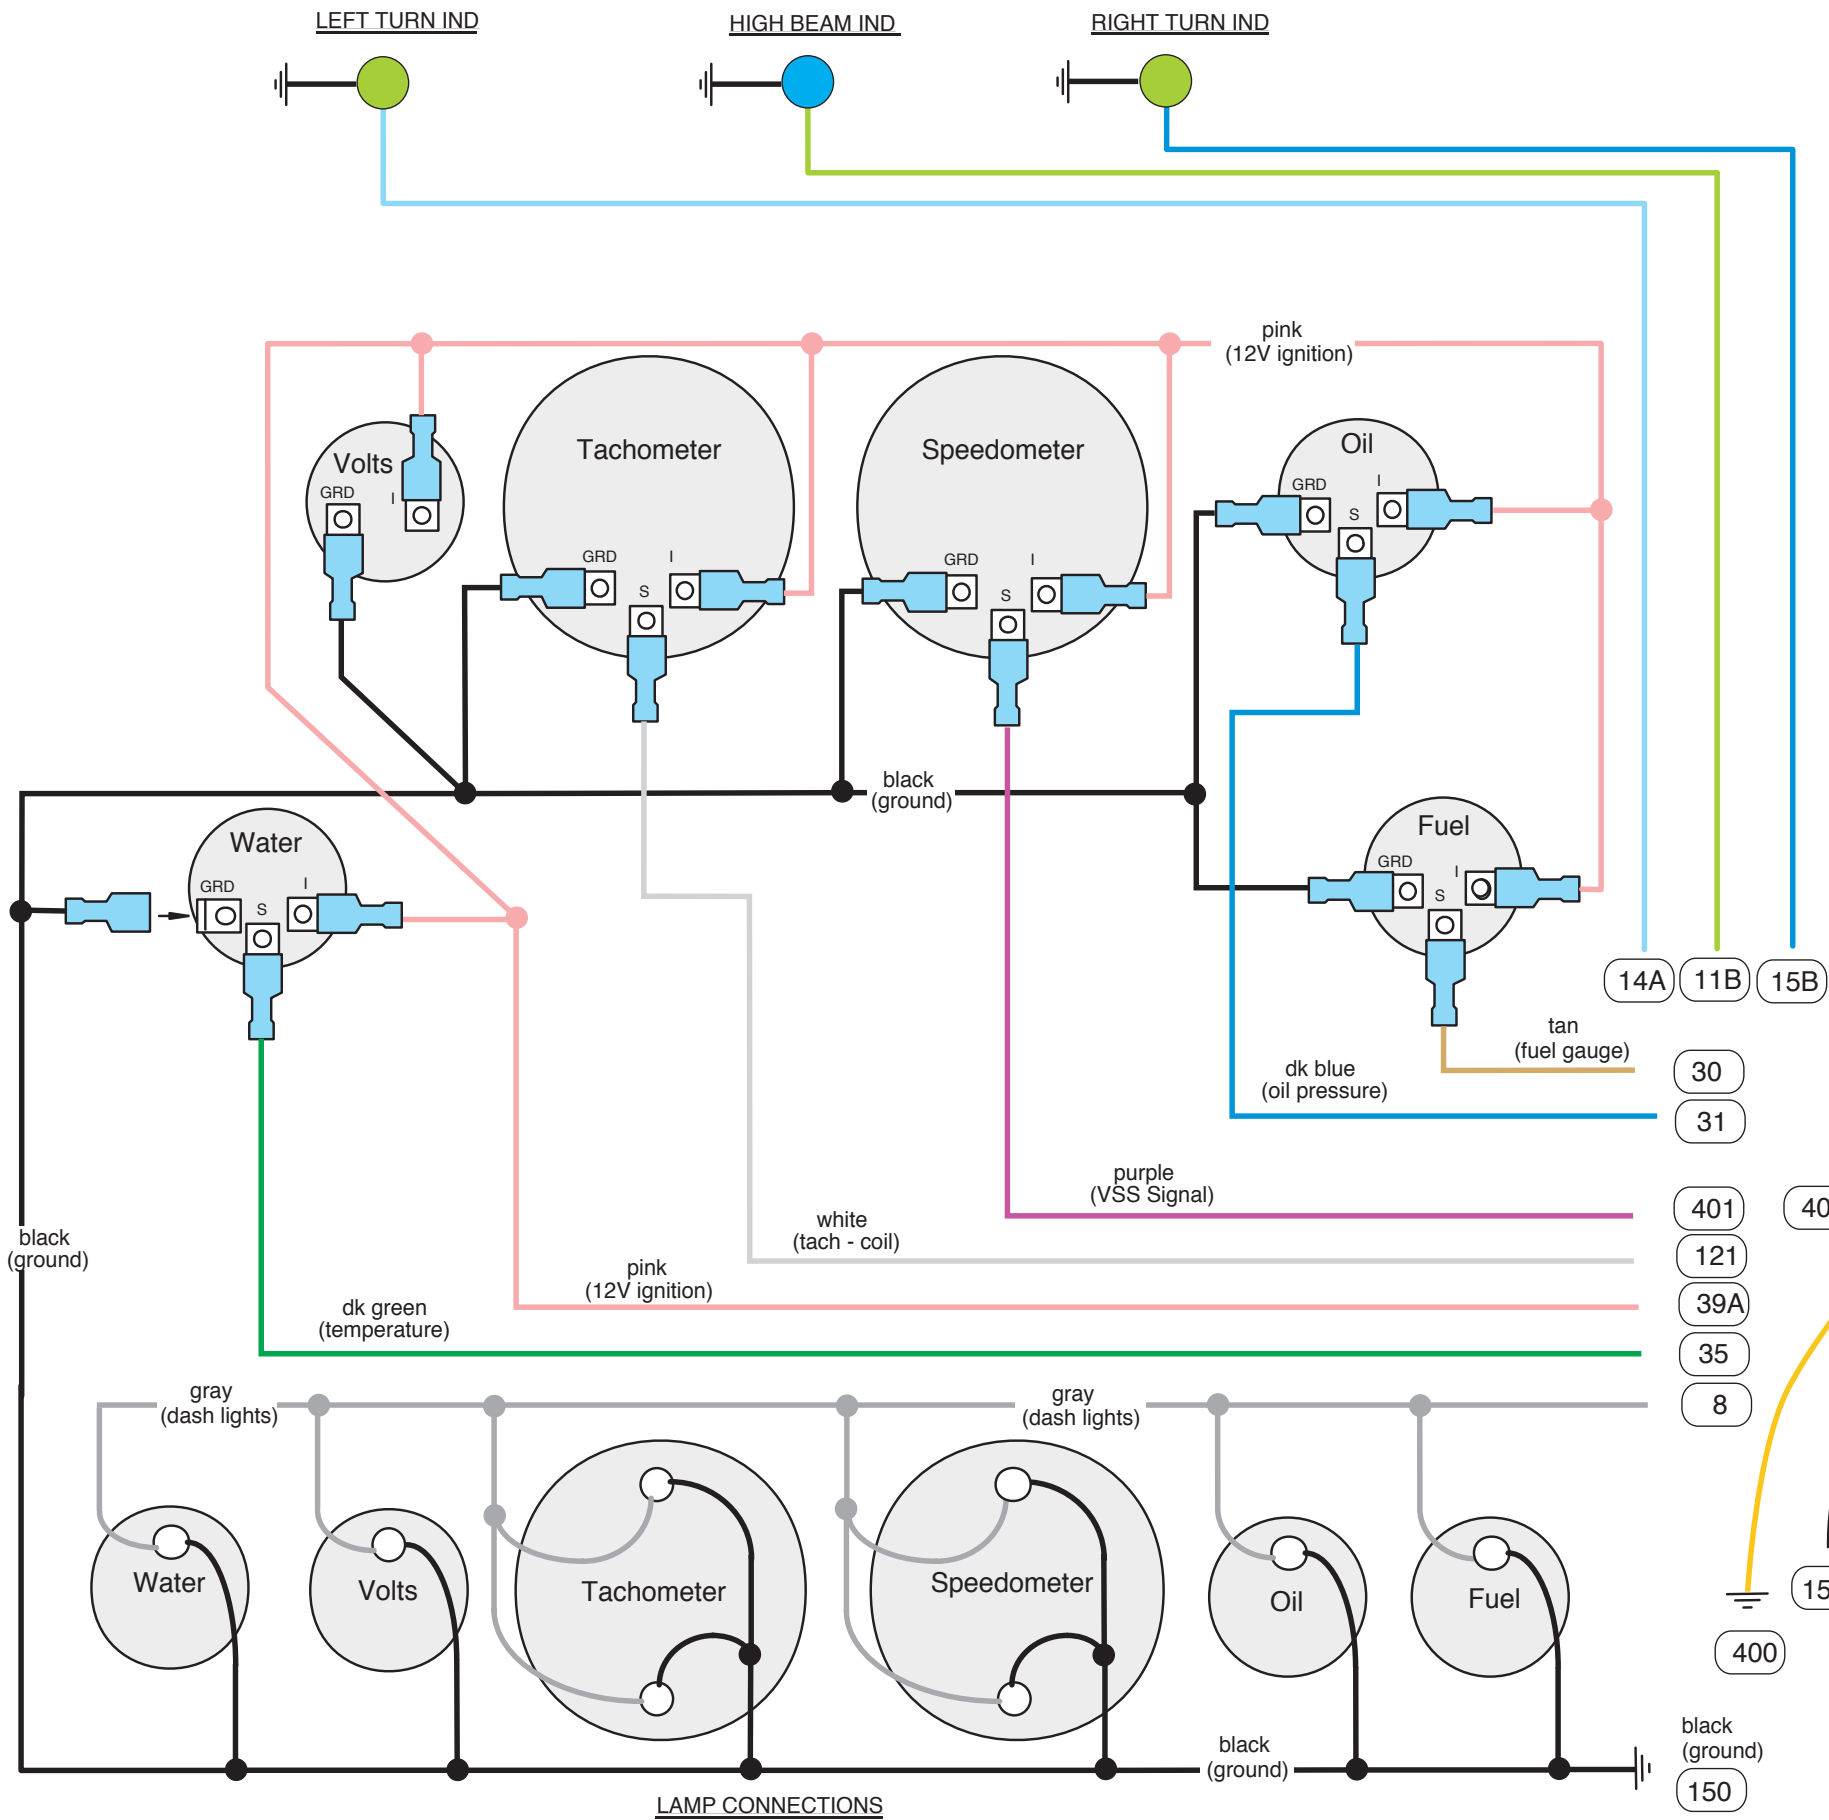 LEFT TURN IND
HIGH BEAM IND
RIGHT TURN IND
pink
(12V ignition)
Volts
GRD
I
Tachometer
GRD
S
I
Speedometer
GRD
S
I
Oil
GRD
S
I
black
(ground)
Water
GRD
S
I
Fuel
GRD
S
I
14A
11B
15B
tan
(fuel gauge)
30
dk blue
(oil pressure)
31
purple
(VSS Signal)
401
40
white
(tach - coil)
121
black
(ground)
pink
(12V ignition)
39A
dk green
(temperature)
35
gray
(dash lights)
gray
(dash lights)
8
Water
Volts
Tachometer
Speedometer
Oil
Fuel
15
400
black
(ground)
black
(ground)
150
LAMP CONNECTIONS